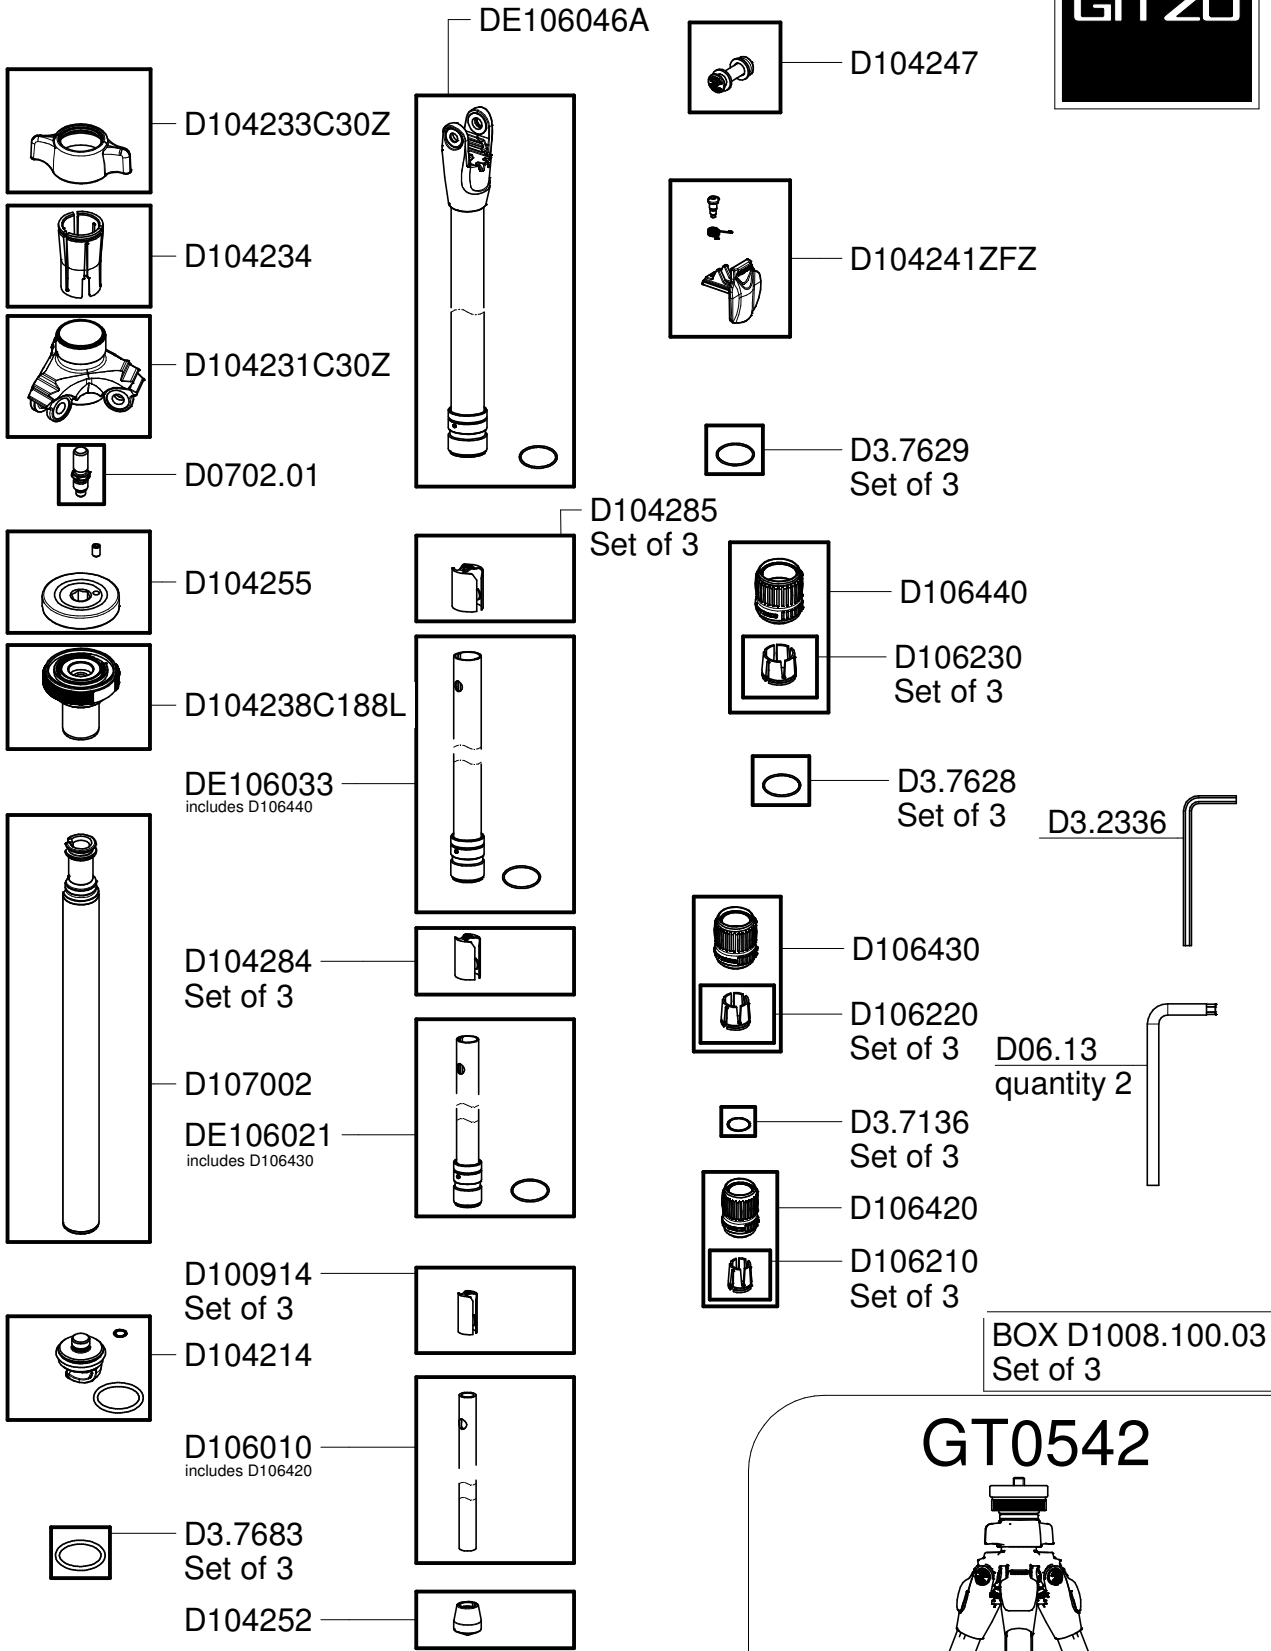 DE106046A
GITZO
D104247
D104233C30Z
D104234
D104241ZFZ
D104231C30Z
D0702.01
D3.7629
Set of 3
D104285
Set of 3
D104255
D106440
D106230
Set of 3
D104238C188L
DE106033
includes D106440
D3.7628
Set of 3
D3.2336
D104284
Set of 3
D106430
D106220
Set of 3
D06.13
quantity 2
D107002
DE106021
includes D106430
D3.7136
Set of 3
D106420
D100914
Set of 3
D106210
Set of 3
D104214
BOX D1008.100.03
Set of 3
GT0542
D106010
includes D106420
D3.7683
Set of 3
D104252